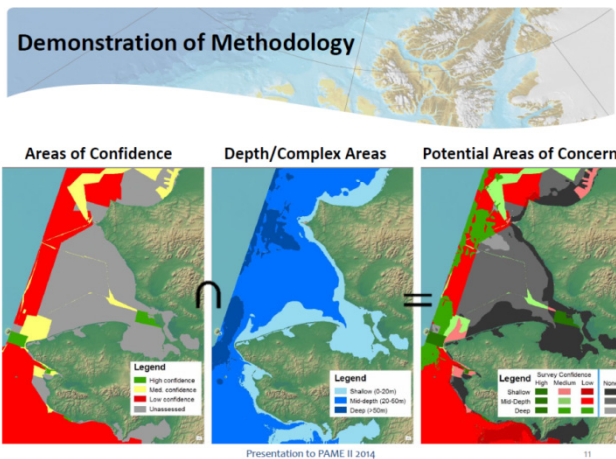 Demonstration of Methodology
Areas of Confidence
Depth/Complex Areas
Potential Areas of Concern
∩
=
Legend
High confidence
Med. confidence
Low confidence
Unassessed
Legend
Shallow (0-20m)
Mid-depth (20-50m)
Deep (>50m)
Legend
Survey Confidence
High Medium Low None
Shallow
Mid-Depth
Deep
Presentation to PAME II 2014
11